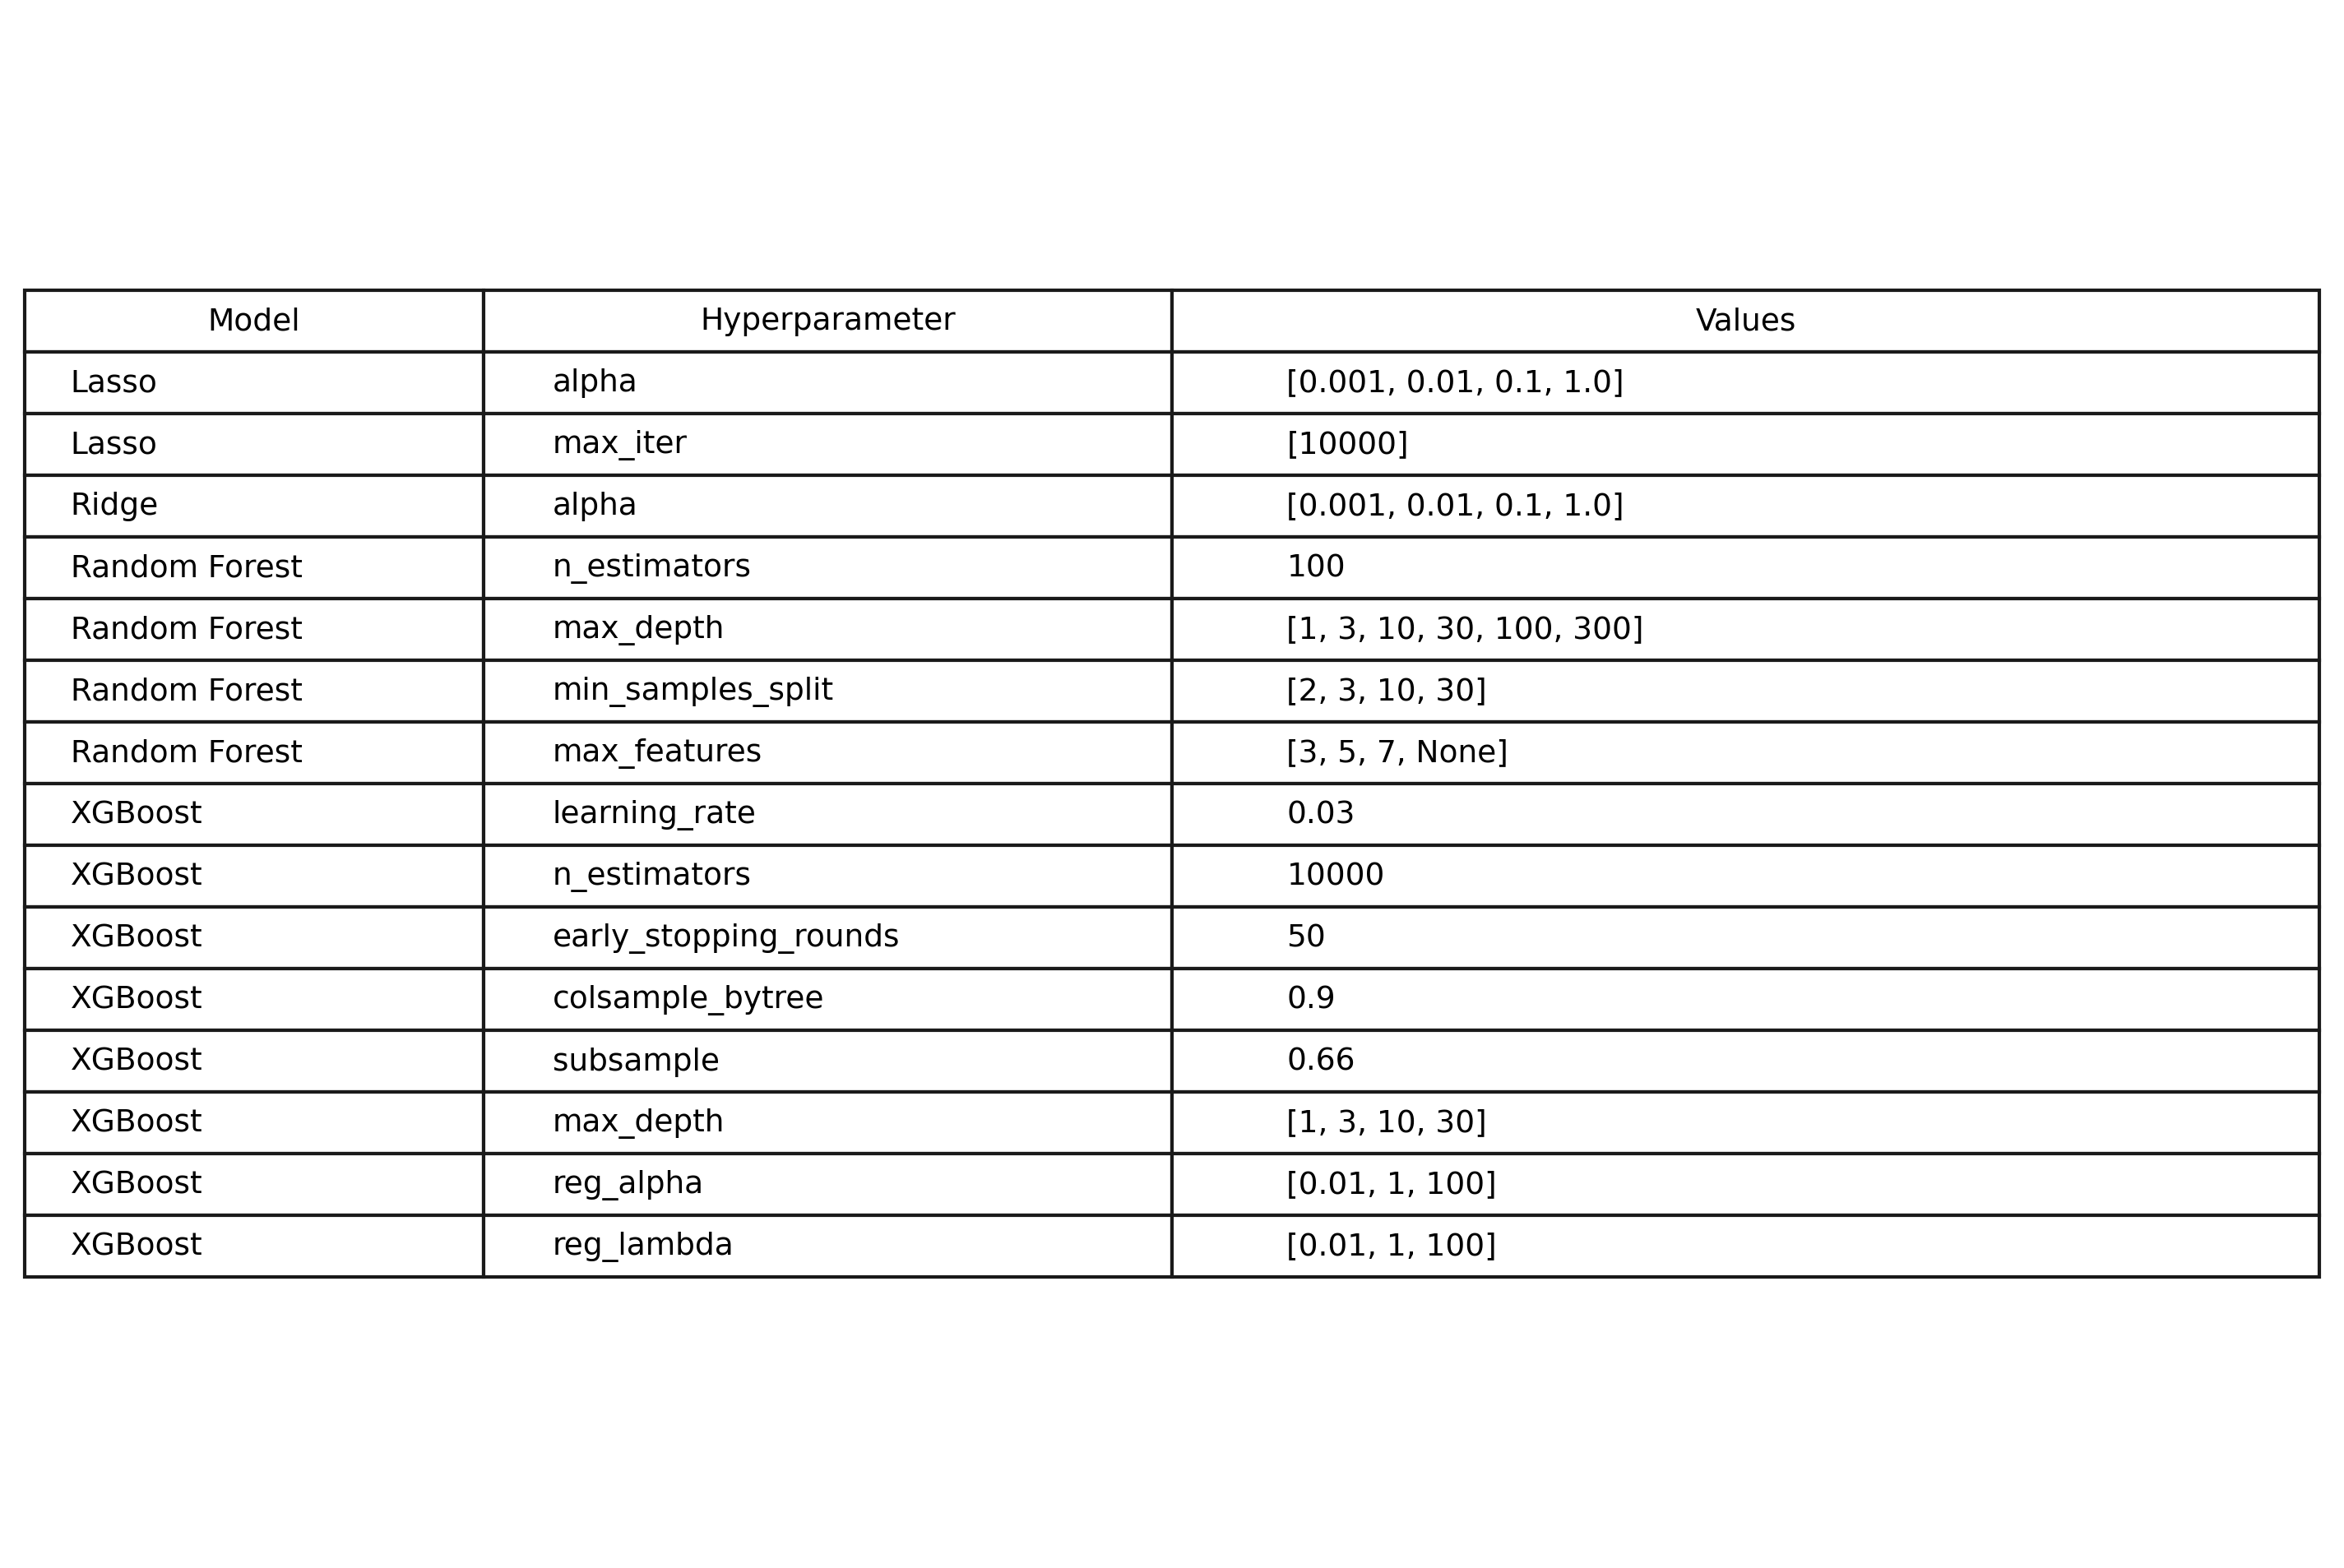 Model Hyperparameter Values
Lasso alpha [0.001, 0.01, 0.1, 1.0]
Lasso max_iter [10000]
Ridge alpha [0.001, 0.01, 0.1, 1.0]
Random Forest n_estimators 100
Random Forest max_depth [1, 3, 10, 30, 100, 300]
Random Forest min_samples_split [2, 3, 10, 30]
Random Forest max_features [3, 5, 7, None]
XGBoost learning_rate 0.03
XGBoost n_estimators 10000
XGBoost early_stopping_rounds 50
XGBoost colsample_bytree 0.9
XGBoost subsample 0.66
XGBoost max_depth [1, 3, 10, 30]
XGBoost reg_alpha [0.01, 1, 100]
XGBoost reg_lambda [0.01, 1, 100]